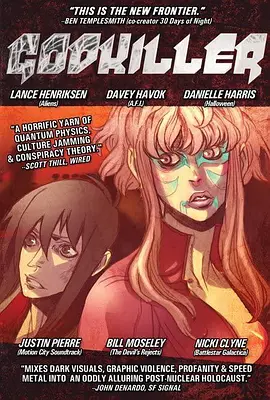 "THIS IS THE NEW FRONTIER."
-BEN TEMPLESMITH (co-creator 30 Days of Night)
GODKILLER
LANCE HENRIKSEN
(Aliens)
DAVEY HAVOK
(A.F.I.)
DANIELLE HARRIS
(Halloween)
"A HORRIFIC YARN OF
QUANTUM PHYSICS,
CULTURE JAMMING
& CONSPIRACY THEORY."
-SCOTT THILL, WIRED
JUSTIN PIERRE
(Motion City Soundtrack)
BILL MOSELEY
(The Devil's Rejects)
NICKI CLYNE
(Battlestar Galactica)
"MIXES DARK VISUALS, GRAPHIC VIOLENCE, PROFANITY & SPEED
METAL INTO AN ODDLY ALLURING POST-NUCLEAR HOLOCAUST."
-JOHN DENARDO, SF SIGNAL